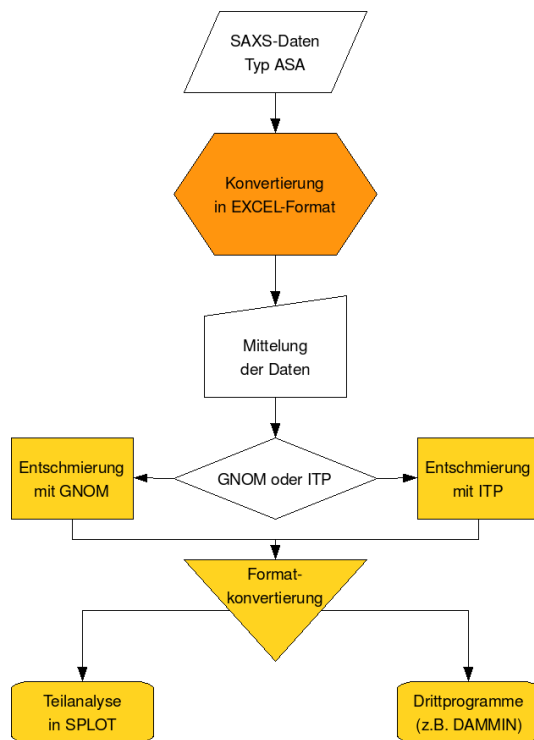 SAXS-Daten
Typ ASA
Konvertierung
in EXCEL-Format
Mittelung
der Daten
Entschmierung
mit GNOM
GNOM oder ITP
Entschmierung
mit ITP
Format-
konvertierung
Teilanalyse
in SPLOT
Drittprogramme
(z.B. DAMMIN)